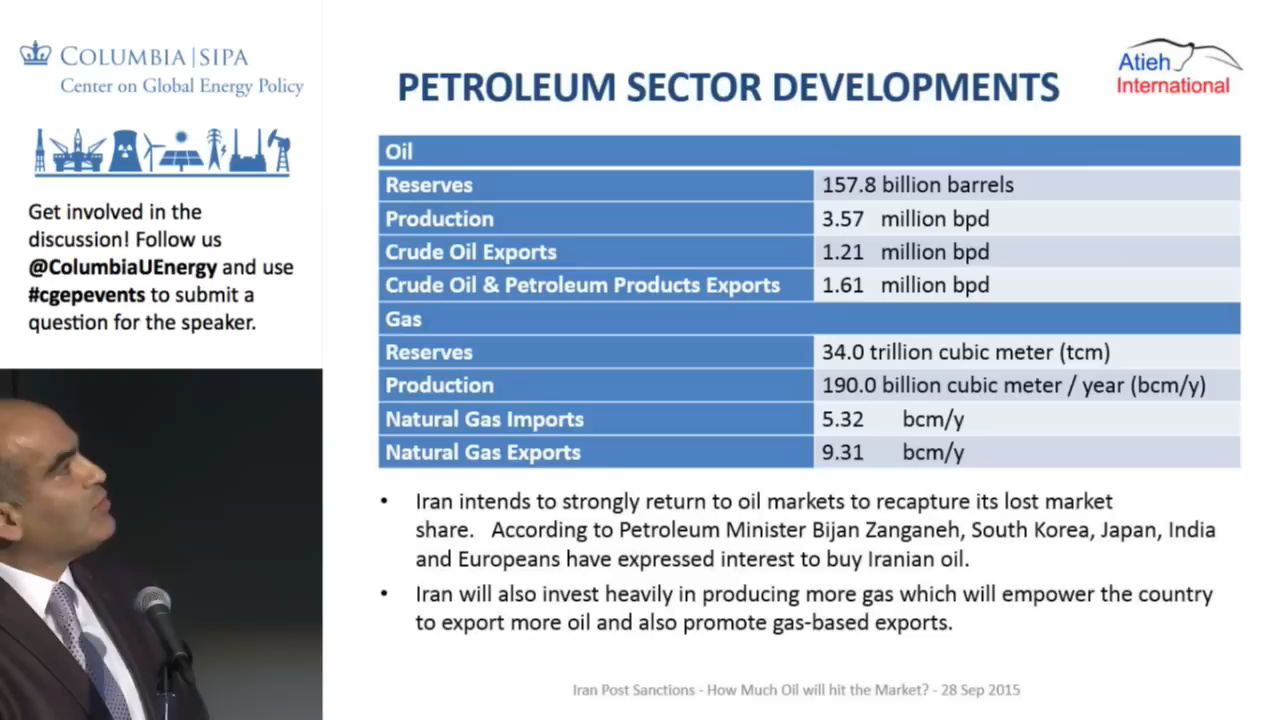 COLUMBIA | SIPA
Center on Global Energy Policy
Get involved in the
discussion! Follow us
@ColumbiaUEnergy and use
#cgepevents to submit a
question for the speaker.
PETROLEUM SECTOR DEVELOPMENTS
Atieh
International
Oil
Reserves 157.8 billion barrels
Production 3.57 million bpd
Crude Oil Exports 1.21 million bpd
Crude Oil & Petroleum Products Exports 1.61 million bpd
Gas
Reserves 34.0 trillion cubic meter (tcm)
Production 190.0 billion cubic meter / year (bcm/y)
Natural Gas Imports 5.32 bcm/y
Natural Gas Exports 9.31 bcm/y
• Iran intends to strongly return to oil markets to recapture its lost market
share. According to Petroleum Minister Bijan Zanganeh, South Korea, Japan, India
and Europeans have expressed interest to buy Iranian oil.
• Iran will also invest heavily in producing more gas which will empower the country
to export more oil and also promote gas-based exports.
Iran Post Sanctions - How Much Oil will hit the Market? - 28 Sep 2015